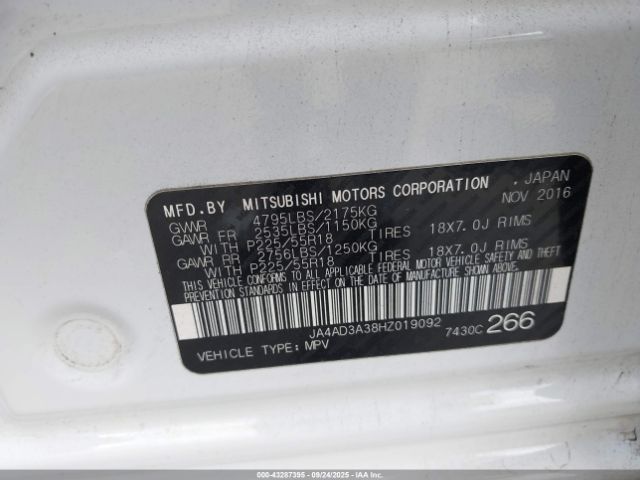 MFD.BY MITSUBISHI MOTORS CORPORATION , JAPAN
NOV 2016
GVWR 4795LBS/2175KG
GAWR FR 2535LBS/1150KG
WITH P225/55R18 TIRES 18X7.0J RIMS
GAWR RR 2756LBS/1250KG
WITH P225/55R18 TIRES 18X7.0J RIMS
THIS VEHICLE CONFORMS TO ALL APPLICABLE FEDERAL MOTOR VEHICLE SAFETY AND THEFT
PREVENTION STANDARDS IN EFFECT ON THE DATE OF MANUFACTURE SHOWN ABOVE.
JA4AD3A38HZ019092 7430C 266
VEHICLE TYPE: MPV
000-43287395 - 09/24/2025 - IAAI.COM